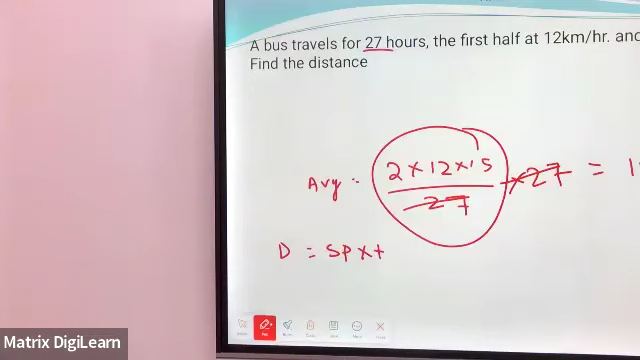 A bus travels for 27 hours, the first half at 12km/hr. and
Find the distance
Avg :- 2 × 12 × 15 / 27 × 27 =
D = Sp x t
Matrix DigiLearn